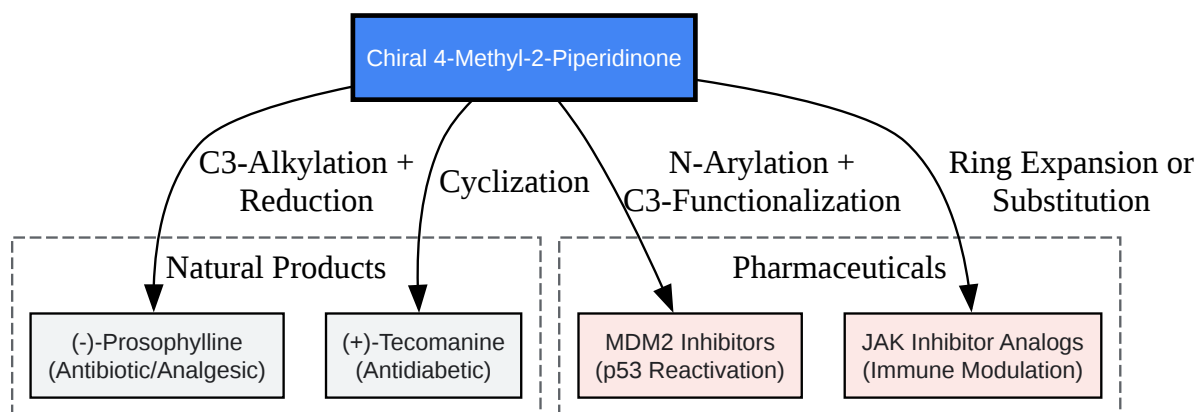 Chiral 4-Methyl-2-Piperidinone
C3-Alkylation +
Reduction
Cyclization
N-Arylation +
C3-Functionalization
Ring Expansion or
Substitution
Natural Products
Pharmaceuticals
(-)-Prosophylline
(Antibiotic/Analgesic)
(+)-Tecomanine
(Antidiabetic)
MDM2 Inhibitors
(p53 Reactivation)
JAK Inhibitor Analogs
(Immune Modulation)